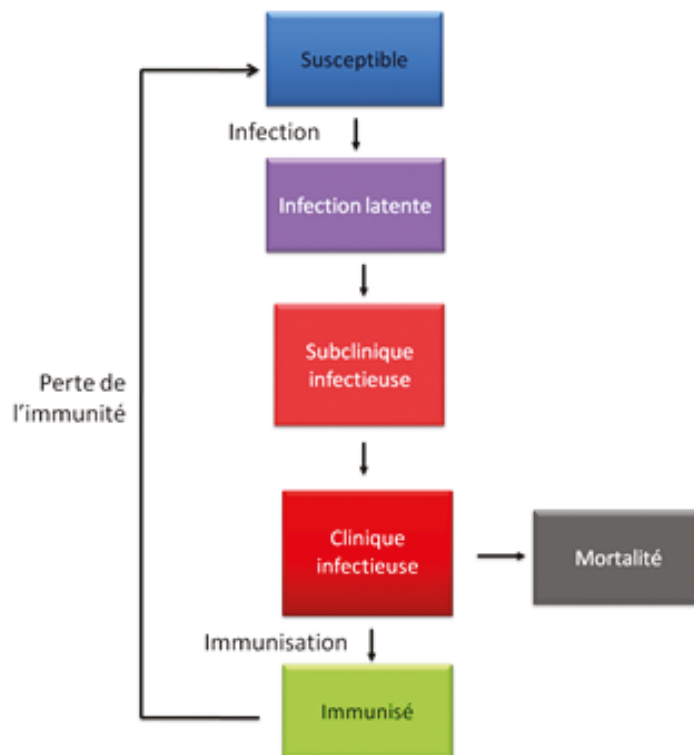 Susceptible
Infection
Infection latente
Subclinique
infectieuse
Perte de
l'immunité
Clinique
infectieuse
Mortalité
Immunisation
Immunisé